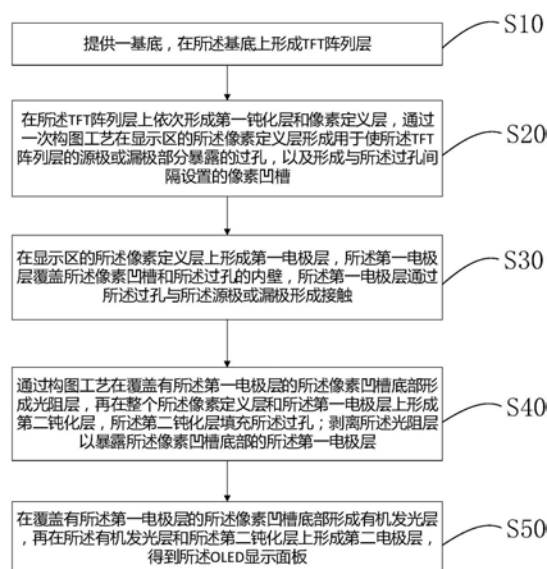 提供一基底，在所述基底上形成TFT阵列层
S10
在所述TFT阵列层上依次形成第一钝化层和像素定义层，通过
一次构图工艺在显示区的所述像素定义层形成用于使所述TFT
阵列层的源极或漏极部分暴露的过孔，以及形成与所述过孔间
隔设置的像素凹槽
S20
在显示区的所述像素定义层上形成第一电极层，所述第一电极
层覆盖所述像素凹槽和所述过孔的内壁，所述第一电极层通过
所述过孔与所述源极或漏极形成接触
S30
通过构图工艺在覆盖有所述第一电极层的所述像素凹槽底部形
成光阻层，再在整个所述像素定义层和所述第一电极层上形成
第二钝化层，所述第二钝化层填充所述过孔；剥离所述光阻层
以暴露所述像素凹槽底部的所述第一电极层
S40
在覆盖有所述第一电极层的所述像素凹槽底部形成有机发光层
，再在所述有机发光层和所述第二钝化层上形成第二电极层，
得到所述OLED显示面板
S50